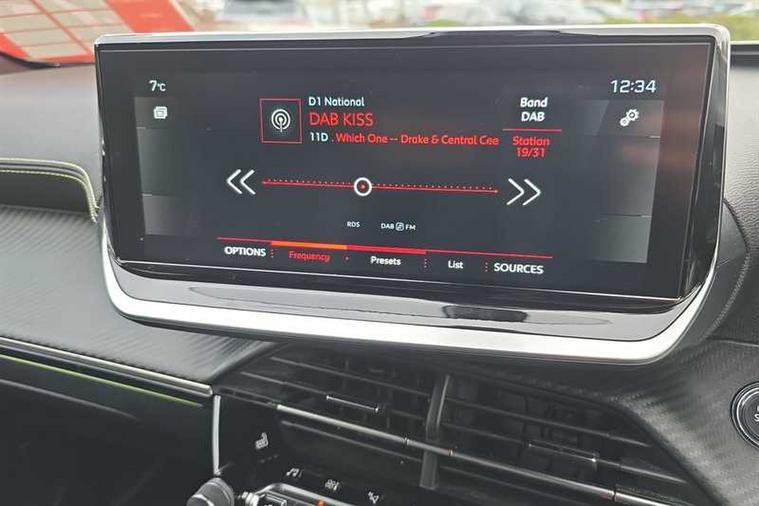 7°C
12:34
D1 National
DAB KISS
11D . Which One -- Drake & Central Cee
Band
DAB
Station
19/31
RDS
DAB FM
OPTIONS
Frequency
Presets
List
SOURCES